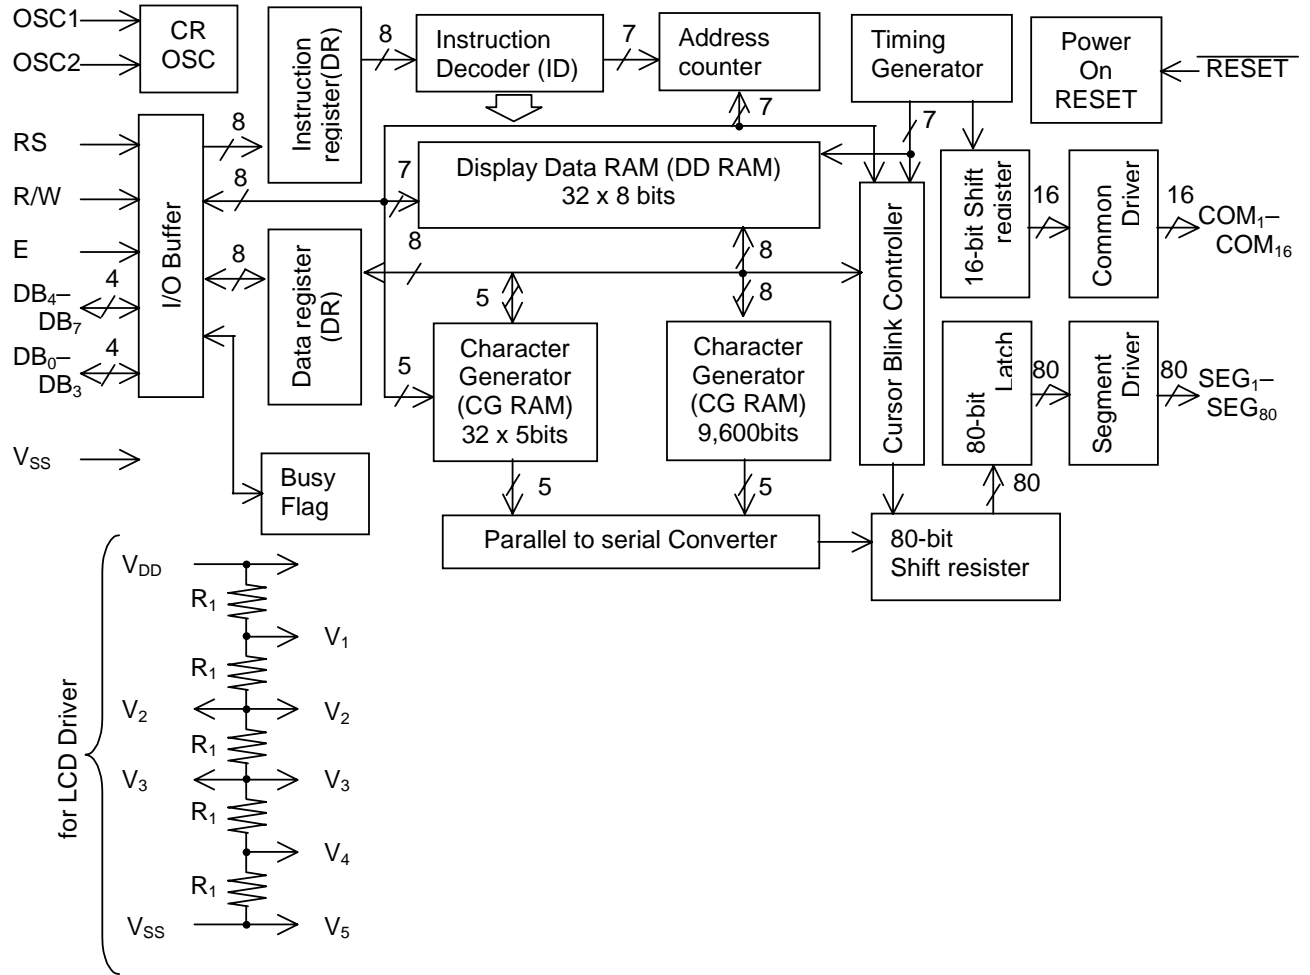 OSC1
OSC2
CR
OSC
Instruction
register(DR)
8
Instruction
Decoder (ID)
7
Address
counter
7
Timing
Generator
7
Power
On
RESET
RESET
RS
R/W
E
DB4–
DB7
4
DB0–
DB3
4
VSS
I/O Buffer
8
8
8
7
Display Data RAM (DD RAM)
32 x 8 bits
Data register
(DR)
8
8
8
5
5
Character
Generator
(CG RAM)
32 x 5bits
Character
Generator
(CG RAM)
9,600bits
Cursor Blink Controller
16-bit Shift
register
16
Common
Driver
16
COM1–
COM16
80-bit
Latch
80
Segment
Driver
80
SEG1–
SEG80
Busy
Flag
5
5
80
Parallel to serial Converter
80-bit
Shift resister
for LCD Driver
VDD
R1
V1
R1
V2
V2
R1
V3
V3
R1
V4
R1
VSS
V5